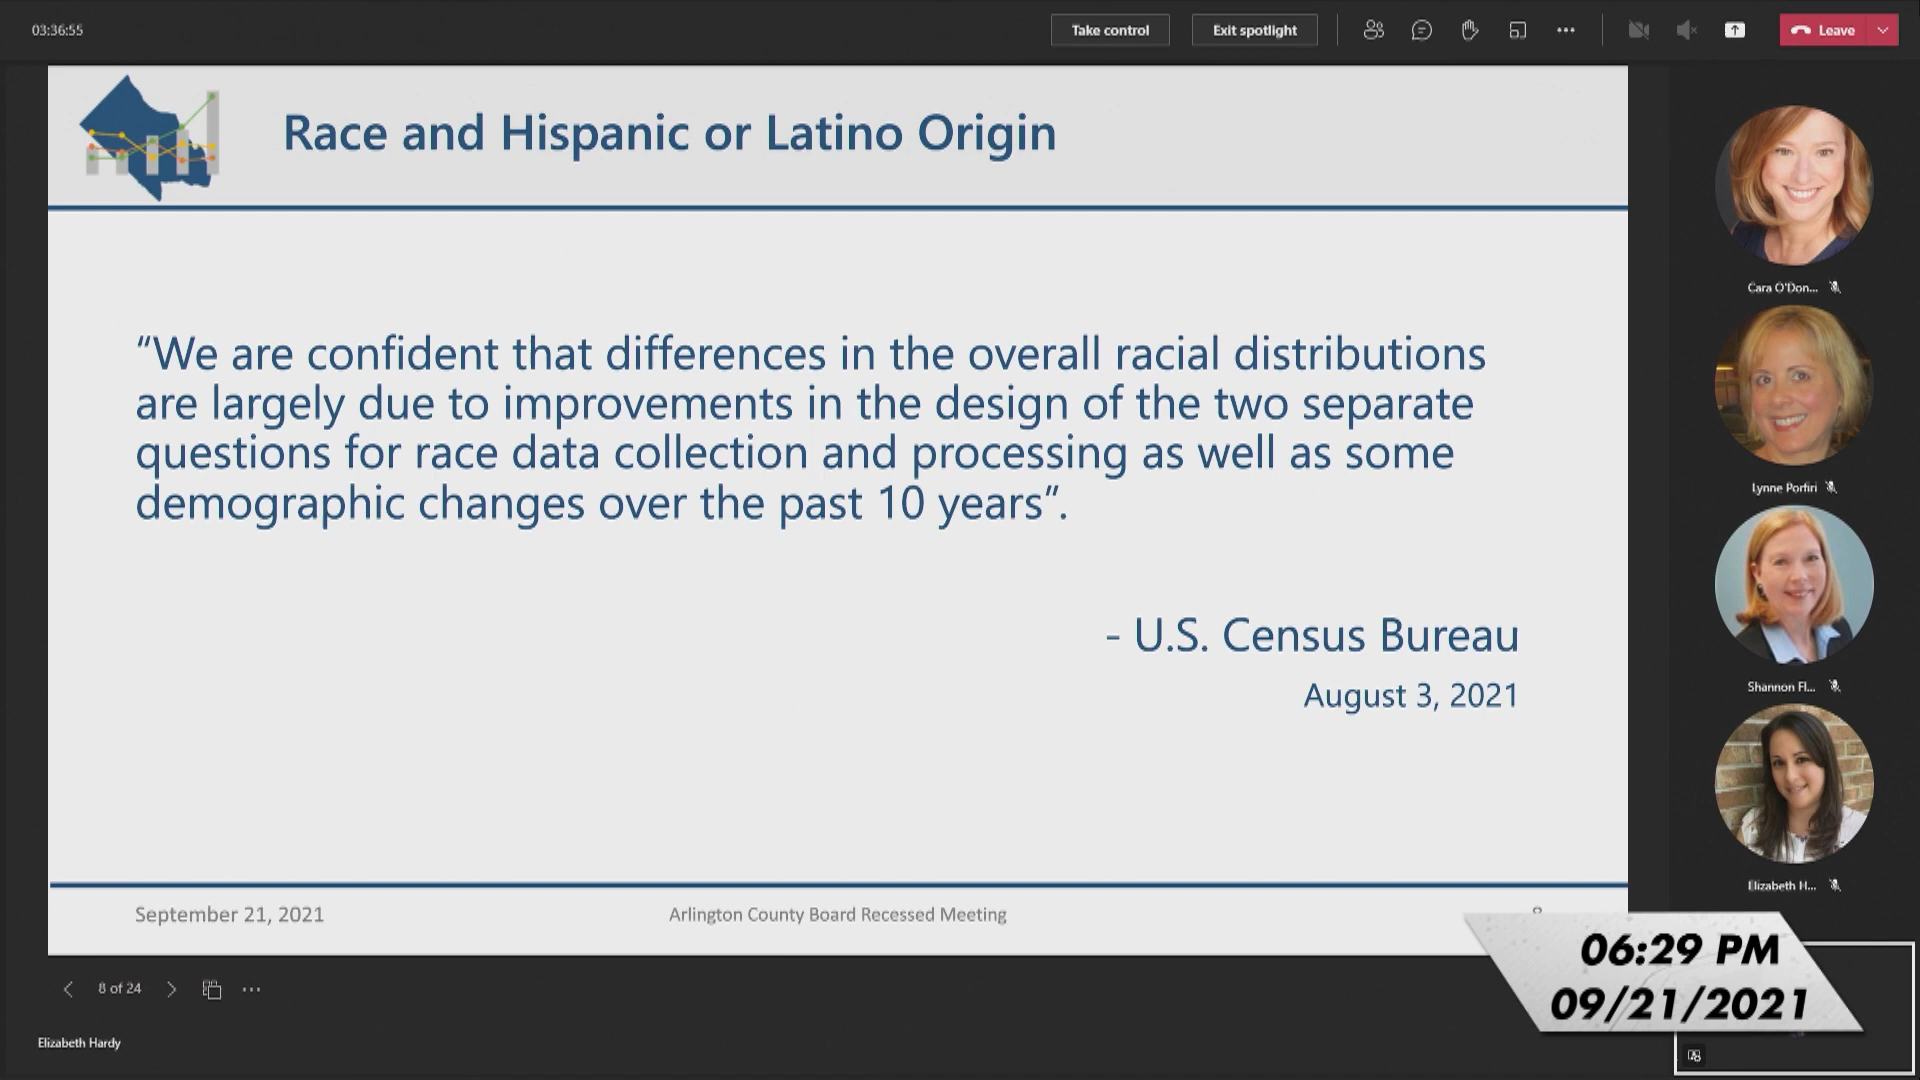 03:36:55
Take control
Exit spotlight
Leave
Race and Hispanic or Latino Origin
“We are confident that differences in the overall racial distributions
are largely due to improvements in the design of the two separate
questions for race data collection and processing as well as some
demographic changes over the past 10 years”.
- U.S. Census Bureau
August 3, 2021
September 21, 2021
Arlington County Board Recessed Meeting
Cara O'Don...
Lynne Porfiri
Shannon Fl...
Elizabeth H...
8 of 24
Elizabeth Hardy
06:29 PM
09/21/2021